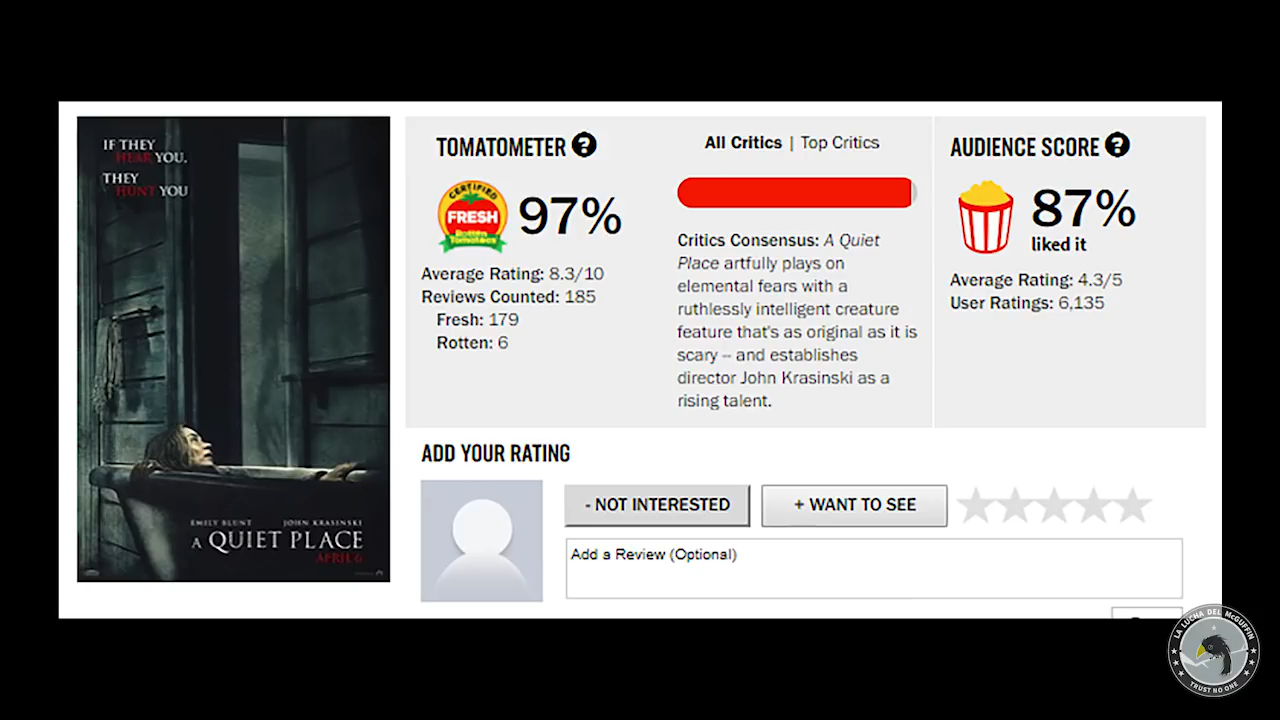 IF THEY
HEAR YOU,
THEY
HUNT YOU
EMILY BLUNT JOHN KRASINSKI
A QUIET PLACE
APRIL 6
TOMATOMETER ?
CERTIFIED
FRESH
Rotten
Tomatoes
97%
Average Rating: 8.3/10
Reviews Counted: 185
Fresh: 179
Rotten: 6
All Critics | Top Critics
Critics Consensus: A Quiet
Place artfully plays on
elemental fears with a
ruthlessly intelligent creature
feature that's as original as it is
scary -- and establishes
director John Krasinski as a
rising talent.
AUDIENCE SCORE ?
87%
liked it
Average Rating: 4.3/5
User Ratings: 6,135
ADD YOUR RATING
- NOT INTERESTED
+ WANT TO SEE
Add a Review (Optional)
LA LUCHA DEL McGUFFIN
TRUST NO ONE